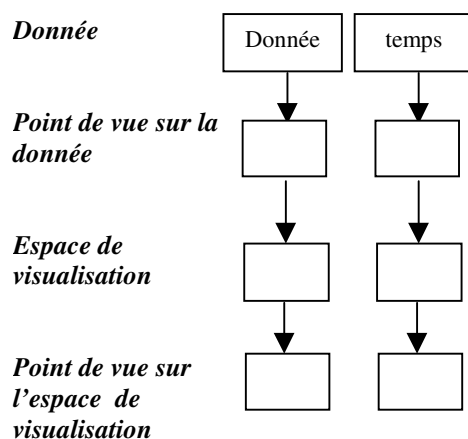 Donnée
Donnée
temps
Point de vue sur la
donnée
Espace de
visualisation
Point de vue sur
l'espace de
visualisation